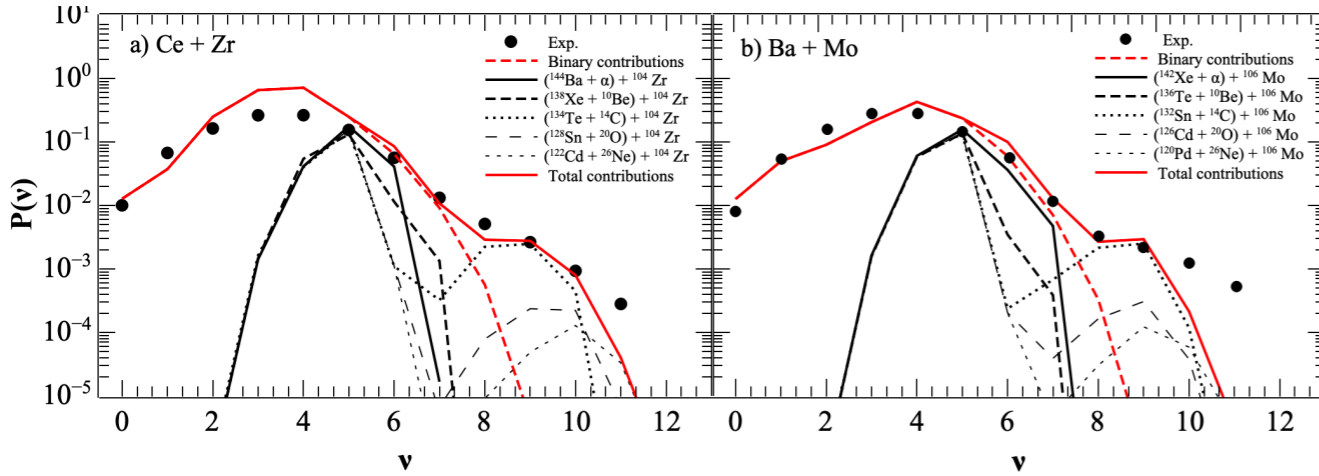 a) Ce + Zr
Exp.
Binary contributions
(¹⁴⁴Ba + α) + ¹⁰⁴ Zr
(¹³⁸Xe + ¹⁰Be) + ¹⁰⁴ Zr
(¹³⁴Te + ¹⁴C) + ¹⁰⁴ Zr
(¹²⁸Sn + ²⁰O) + ¹⁰⁴ Zr
(¹²²Cd + ²⁶Ne) + ¹⁰⁴ Zr
Total contributions
10¹
10⁰
10⁻¹
10⁻²
10⁻³
10⁻⁴
10⁻⁵
P(ν)
0 2 4 6 8 10 12
ν
b) Ba + Mo
Exp.
Binary contributions
(¹⁴²Xe + α) + ¹⁰⁶ Mo
(¹³⁶Te + ¹⁰Be) + ¹⁰⁶ Mo
(¹³²Sn + ¹⁴C) + ¹⁰⁶ Mo
(¹²⁶Cd + ²⁰O) + ¹⁰⁶ Mo
(¹²⁰Pd + ²⁶Ne) + ¹⁰⁶ Mo
Total contributions
0 2 4 6 8 10 12
ν